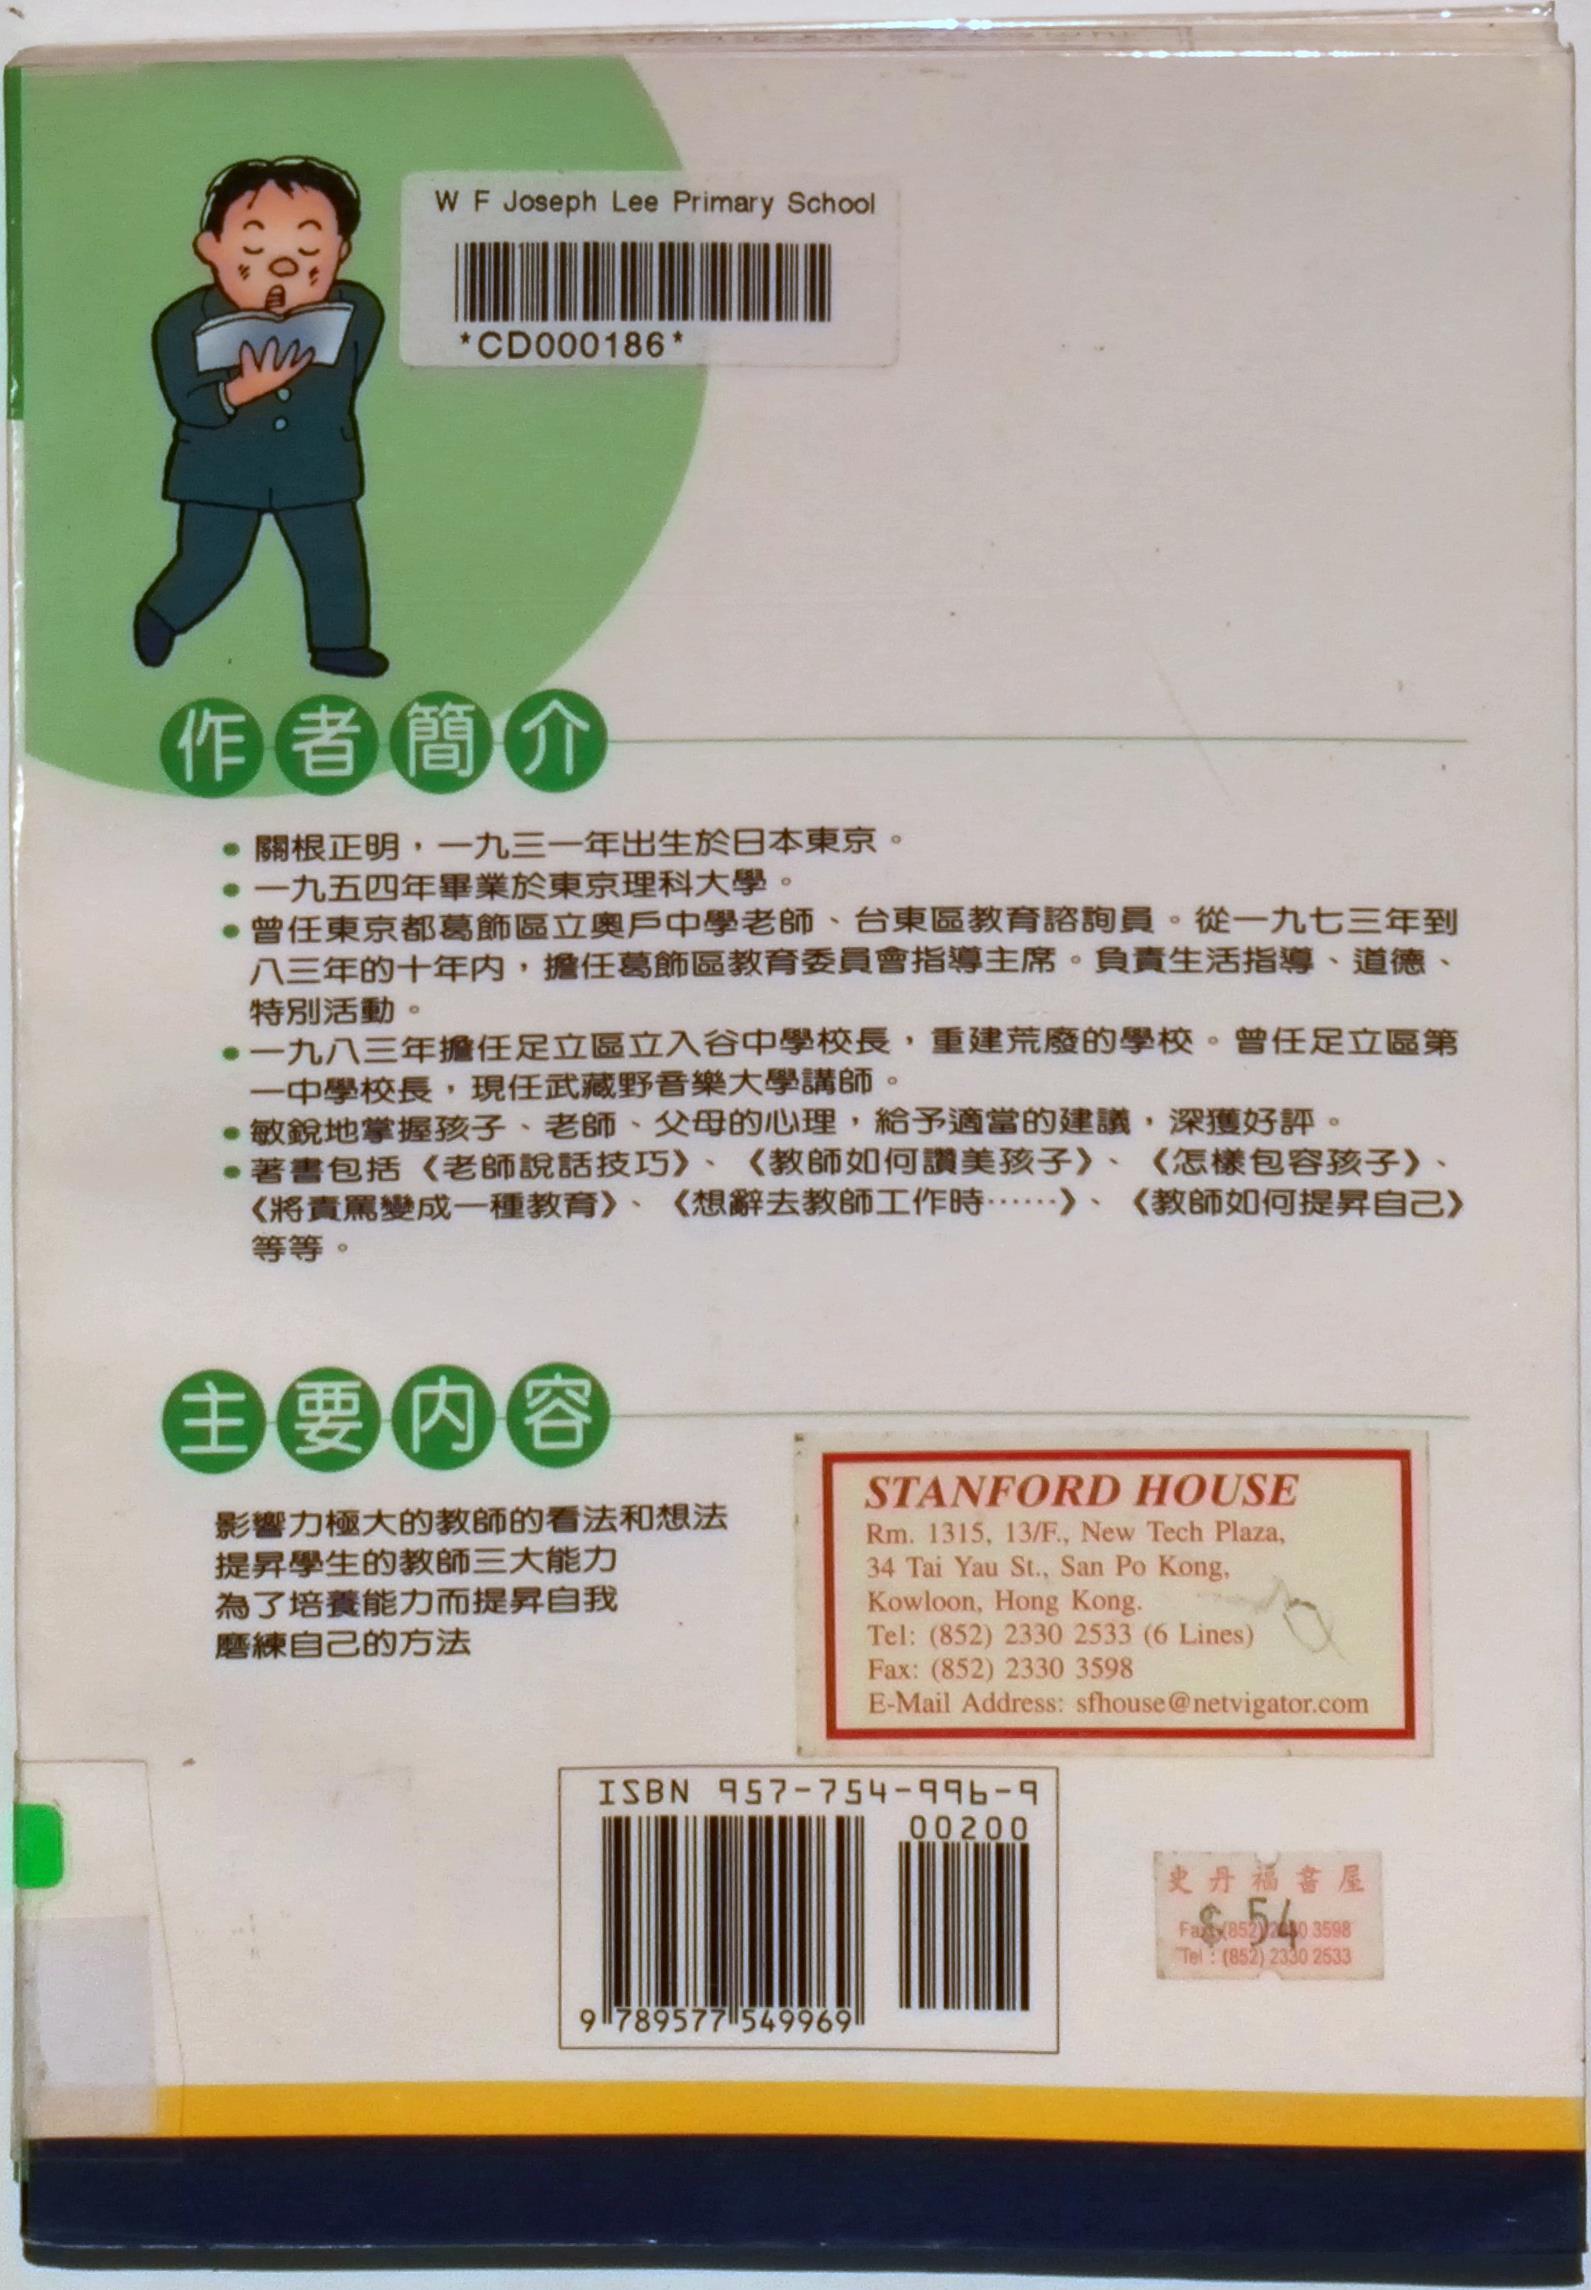 W F Joseph Lee Primary School
*CD000186*
作者簡介
• 關根正明，一九三一年出生於日本東京。
• 一九五四年畢業於東京理科大學。
• 曾任東京都葛飾區立奧戶中學老師、台東區教育諮詢員。從一九七三年到
八三年的十年內，擔任葛飾區教育委員會指導主席。負責生活指導、道德、
特別活動。
• 一九八三年擔任足立區立入谷中學校長，重建荒廢的學校。曾任足立區第
一中學校長，現任武藏野音樂大學講師。
• 敏銳地掌握孩子、老師、父母的心理，給予適當的建議，深獲好評。
• 著書包括《老師說話技巧》、《教師如何讚美孩子》、《怎樣包容孩子》、
《將責罵變成一種教育》、《想辭去教師工作時……》、《教師如何提昇自己》
等等。
主要內容
影響力極大的教師的看法和想法
提昇學生的教師三大能力
為了培養能力而提昇自我
磨練自己的方法
STANFORD HOUSE
Rm. 1315, 13/F., New Tech Plaza,
34 Tai Yau St., San Po Kong,
Kowloon, Hong Kong.
Tel: (852) 2330 2533 (6 Lines)
Fax: (852) 2330 3598
E-Mail Address: sfhouse@netvigator.com
ISBN 957-754-996-9
00200
9 789577 549969
史丹福書屋
$ 54
Fax: (852) 2330 3598
Tel : (852) 2330 2533